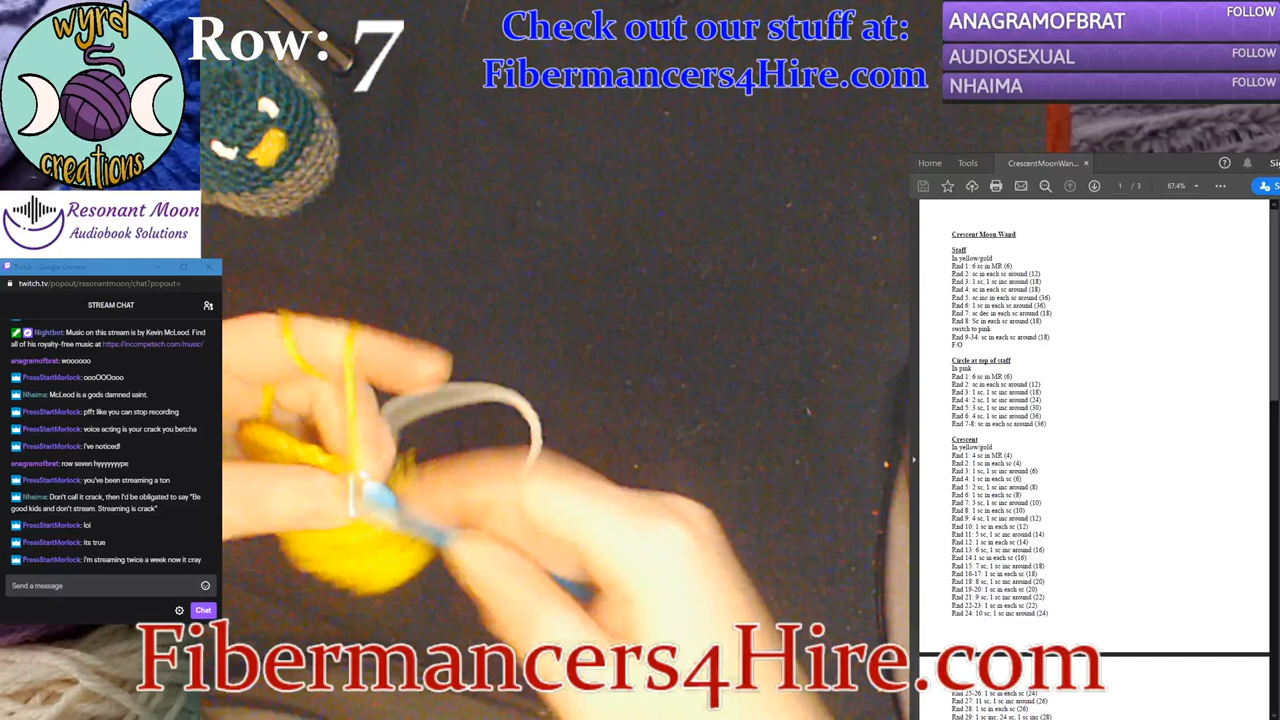 wyrd
creations
Row: 7
Check out our stuff at:
Fibermancers4Hire.com
ANAGRAMOFBRAT FOLLOW
AUDIOSEXUAL FOLLOW
NHAIMA FOLLOW
Resonant Moon
Audiobook Solutions
Twitch - Google Chrome
twitch.tv/popout/resonantmoon/chat?popout=
STREAM CHAT
Nightbot: Music on this stream is by Kevin McLeod. Find
all of his royalty-free music at https://incompetech.com/music/
anagramofbrat: woooooo
PressStartMorlock: oooOOOooo
Nhaima: McLeod is a gods damned saint.
PressStartMorlock: pfft like you can stop recording
PressStartMorlock: voice acting is your crack you betcha
PressStartMorlock: i've noticed!
anagramofbrat: row seven hyyyyyype
PressStartMorlock: you've been streaming a ton
Nhaima: Don't call it crack, then I'd be obligated to say "Be
good kids and don't stream. Streaming is crack"
PressStartMorlock: lol
PressStartMorlock: its true
PressStartMorlock: i'm streaming twice a week now it cray
Send a message
Chat
Home Tools CrescentMoonWan...
1 / 3 67.4%
Crescent Moon Wand
Staff
In yellow/gold
Rnd 1: 6 sc in MR (6)
Rnd 2: sc in each sc around (12)
Rnd 3: 1 sc, 1 sc inc around (18)
Rnd 4: sc in each sc around (18)
Rnd 5: sc inc in each sc around (36)
Rnd 6: 1 sc in each sc around (36)
Rnd 7: sc dec in each sc around (18)
Rnd 8: Sc in each sc around (18)
switch to pink
Rnd 9-34: sc in each sc around (18)
F/O
Circle at top of staff
In pink
Rnd 1: 6 sc in MR (6)
Rnd 2: sc in each sc around (12)
Rnd 3: 1 sc, 1 sc inc around (18)
Rnd 4: 2 sc, 1 sc inc around (24)
Rnd 5: 3 sc, 1 sc inc around (30)
Rnd 6: 4 sc, 1 sc inc around (36)
Rnd 7-8: sc in each sc around (36)
Crescent
In yellow/gold
Rnd 1: 4 sc in MR (4)
Rnd 2: 1 sc in each sc (4)
Rnd 3: 1 sc, 1 sc inc around (6)
Rnd 4: 1 sc in each sc (6)
Rnd 5: 2 sc, 1 sc inc around (8)
Rnd 6: 1 sc in each sc (8)
Rnd 7: 3 sc, 1 sc inc around (10)
Rnd 8: 1 sc in each sc (10)
Rnd 9: 4 sc, 1 sc inc around (12)
Rnd 10: 1 sc in each sc (12)
Rnd 11: 5 sc, 1 sc inc around (14)
Rnd 12: 1 sc in each sc (14)
Rnd 13: 6 sc, 1 sc inc around (16)
Rnd 14 1 sc in each sc (16)
Rnd 15: 7 sc, 1 sc inc around (18)
Rnd 16-17: 1 sc in each sc (18)
Rnd 18: 8 sc, 1 sc inc around (20)
Rnd 19-20: 1 sc in each sc (20)
Rnd 21: 9 sc, 1 sc inc around (22)
Rnd 22-23: 1 sc in each sc (22)
Rnd 24: 10 sc, 1 sc inc around (24)
Rnd 25-26: 1 sc in each sc (24)
Rnd 27: 11 sc, 1 sc inc around (26)
Rnd 28: 1 sc in each sc (26)
Rnd 29: 1 sc inc, 24 sc, 1 sc inc (28)
Fibermancers4Hire.com